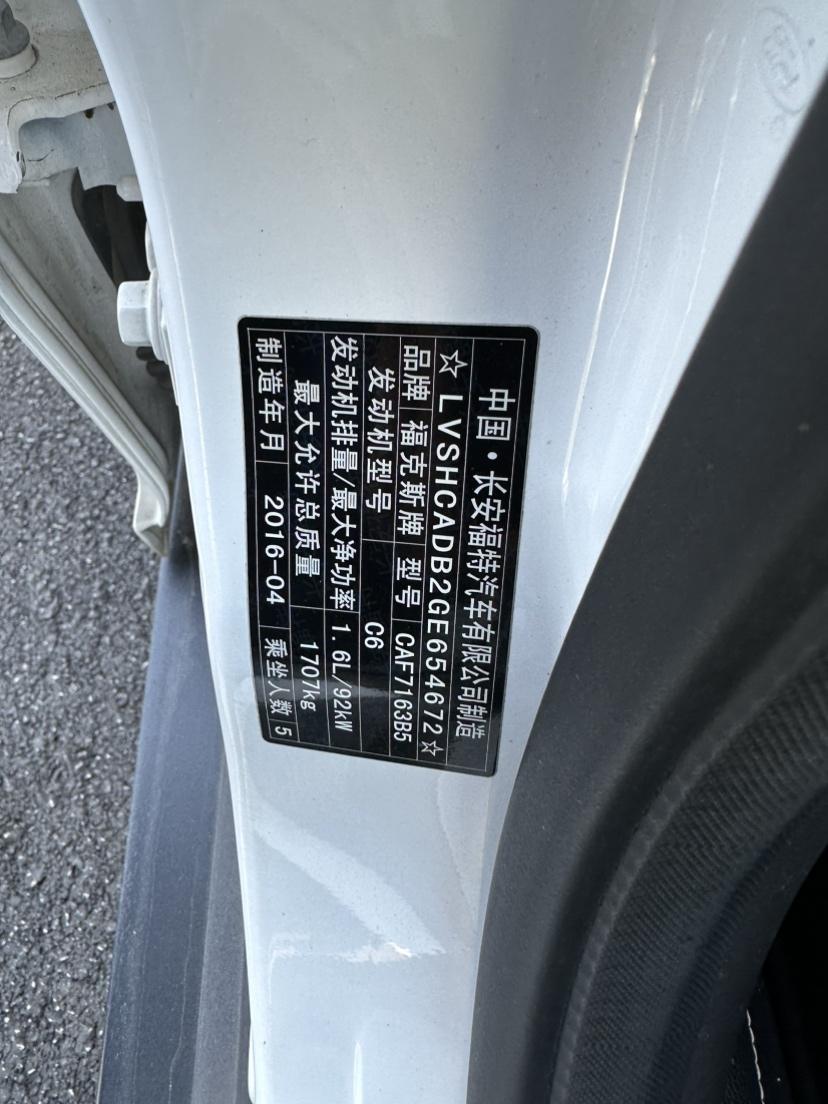 中国·长安福特汽车有限公司制造
☆LVSHCADB2GE654672☆
品牌 福克斯牌 型号 CAF7163B5
发动机型号 C6
发动机排量/最大净功率 1.6L/92kW
最大允许总质量 1707kg
制造年月 2016-04 乘坐人数 5